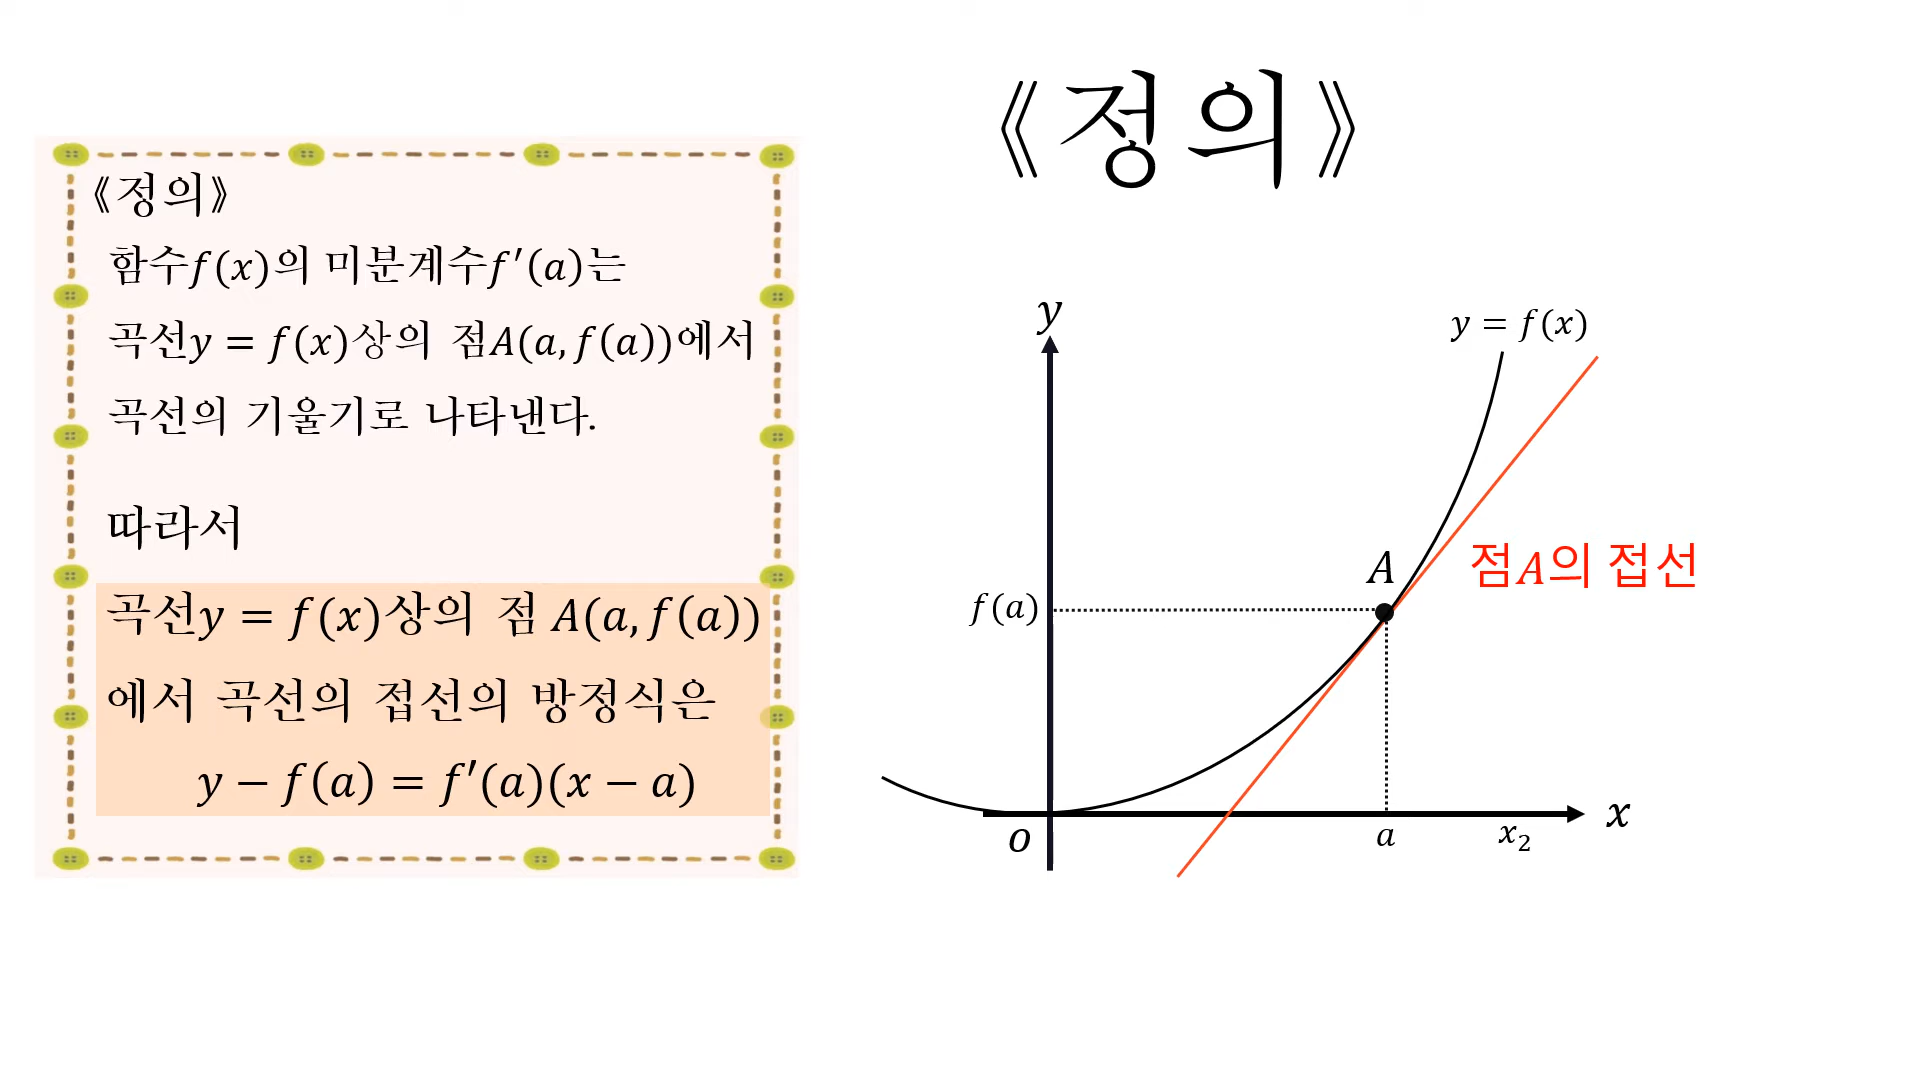 《정의》
《정의》
함수f(x)의 미분계수f′(a)는
곡선y = f(x)상의 점A(a, f(a))에서
곡선의 기울기로 나타낸다.
따라서
곡선y = f(x)상의 점 A(a, f(a))
에서 곡선의 접선의 방정식은
y − f(a) = f′(a)(x − a)
y
y = f(x)
A
점A의 접선
f(a)
o
a
x₂
x